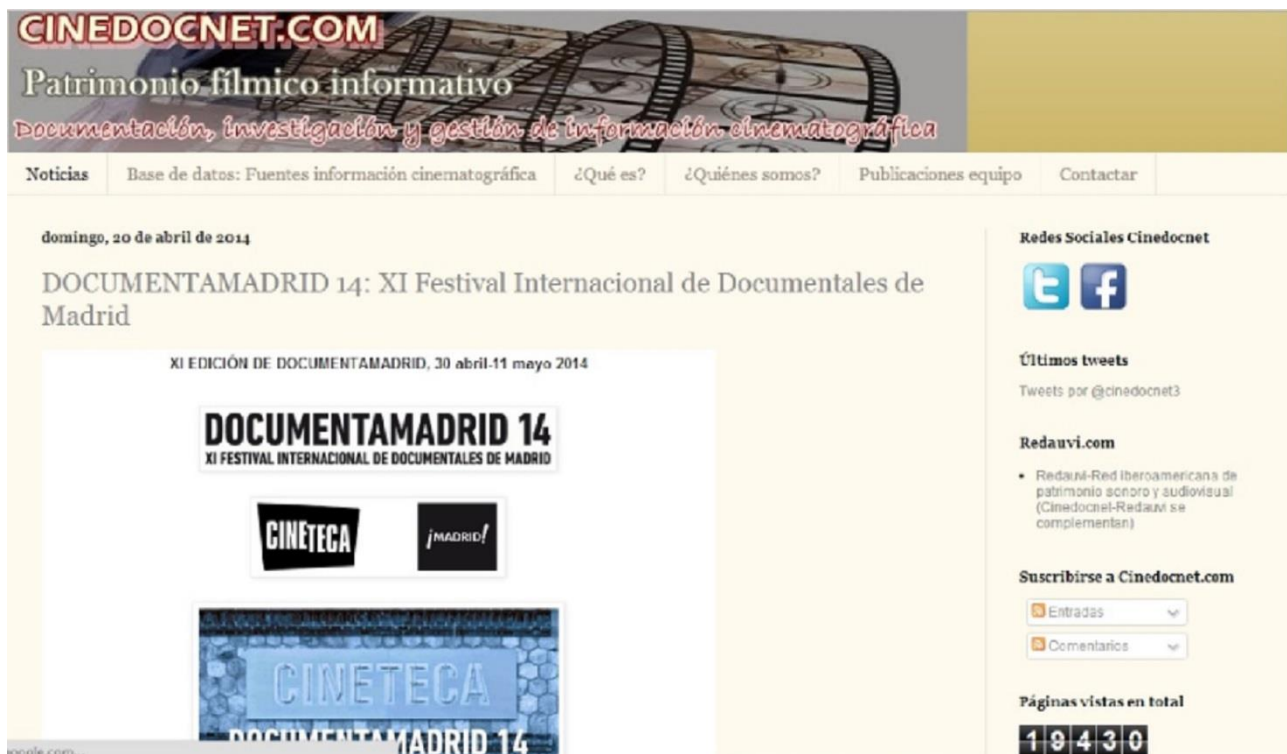 CINEDOCNET.COM
Patrimonio fílmico informativo
Documentación, investigación y gestión de información cinematográfica
Noticias
Base de datos: Fuentes información cinematográfica
¿Qué es?
¿Quiénes somos?
Publicaciones equipo
Contactar
domingo, 20 de abril de 2014
DOCUMENTAMADRID 14: XI Festival Internacional de Documentales de
Madrid
XI EDICIÓN DE DOCUMENTAMADRID, 30 abril-11 mayo 2014
DOCUMENTAMADRID 14
XI FESTIVAL INTERNACIONAL DE DOCUMENTALES DE MADRID
CINETECA
¡MADRID!
CINETECA
DOCUMENTAMADRID 14
Redes Sociales Cinedocnet
Últimos tweets
Tweets por @cinedocnet3
Redauvi.com
Redauvi-Red iberoamericana de
patrimonio sonoro y audiovisual
(Cinedocnet-Redauvi se
complementan)
Suscribirse a Cinedocnet.com
Entradas
Comentarios
Páginas vistas en total
19430